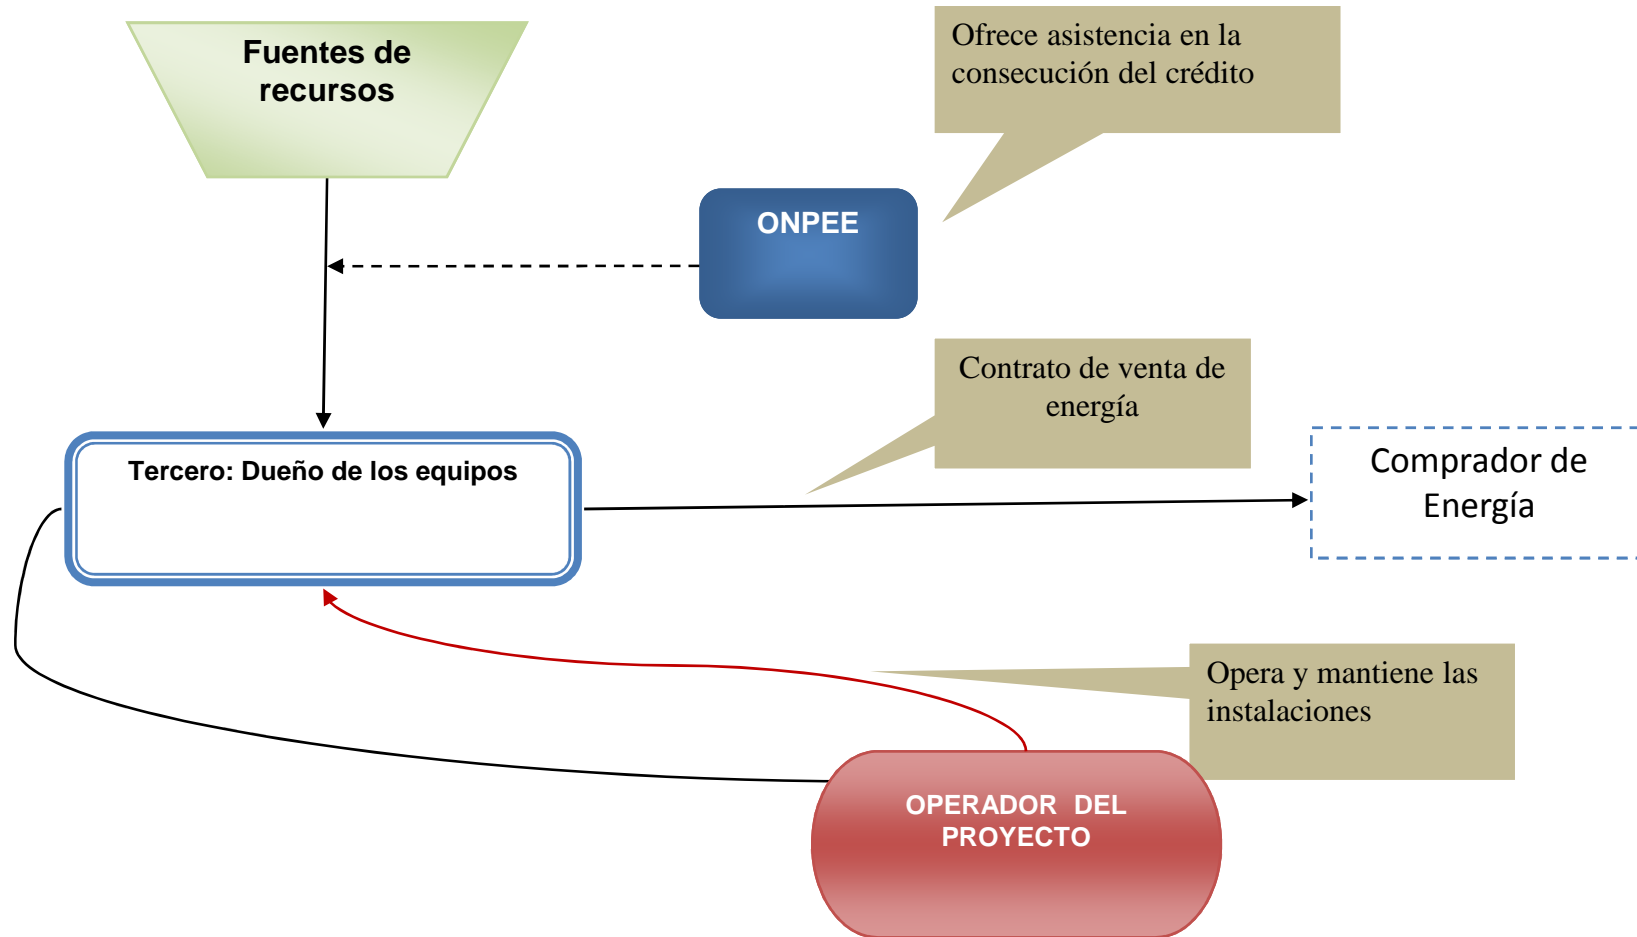 Fuentes de
recursos
Ofrece asistencia en la
consecución del crédito
ONPEE
Contrato de venta de
energía
Tercero: Dueño de los equipos
Comprador de
Energía
Opera y mantiene las
instalaciones
OPERADOR DEL
PROYECTO